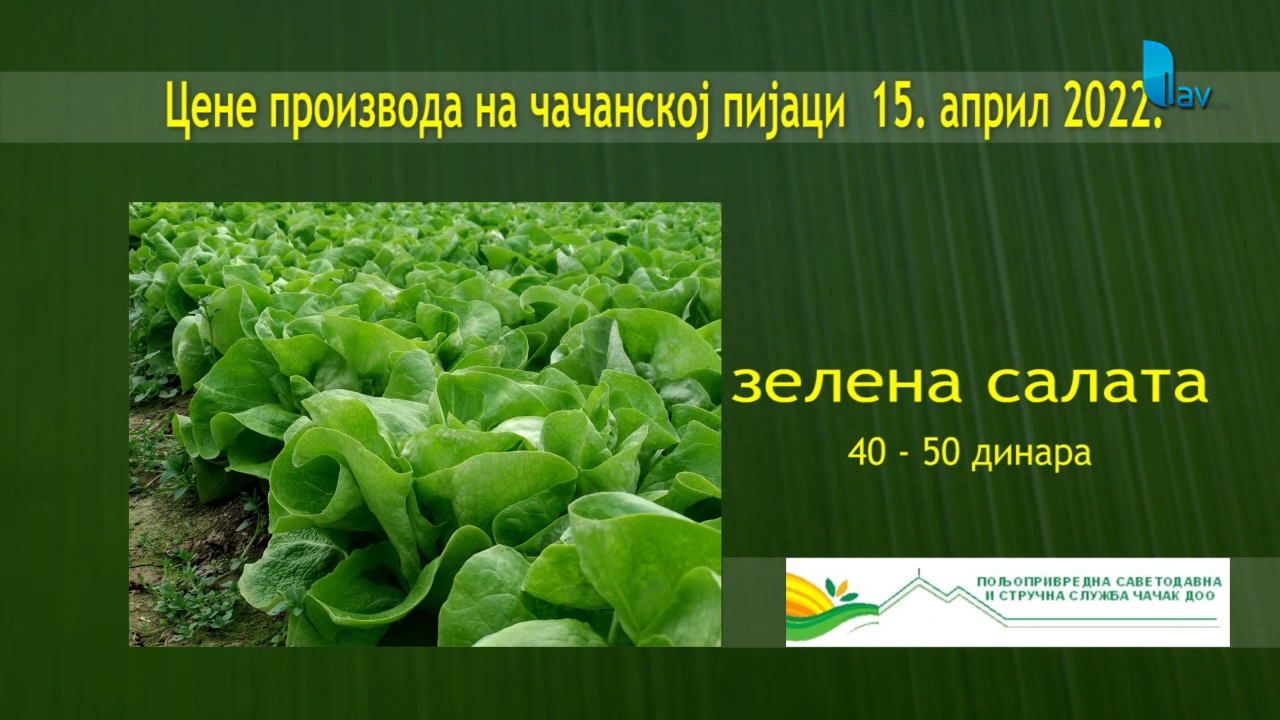 Цене производа на чачанској пијаци 15. април 2022.
зелена салата
40 - 50 динара
ПОЉОПРИВРЕДНА САВЕТОДАВНА
И СТРУЧНА СЛУЖБА ЧАЧАК ДОО